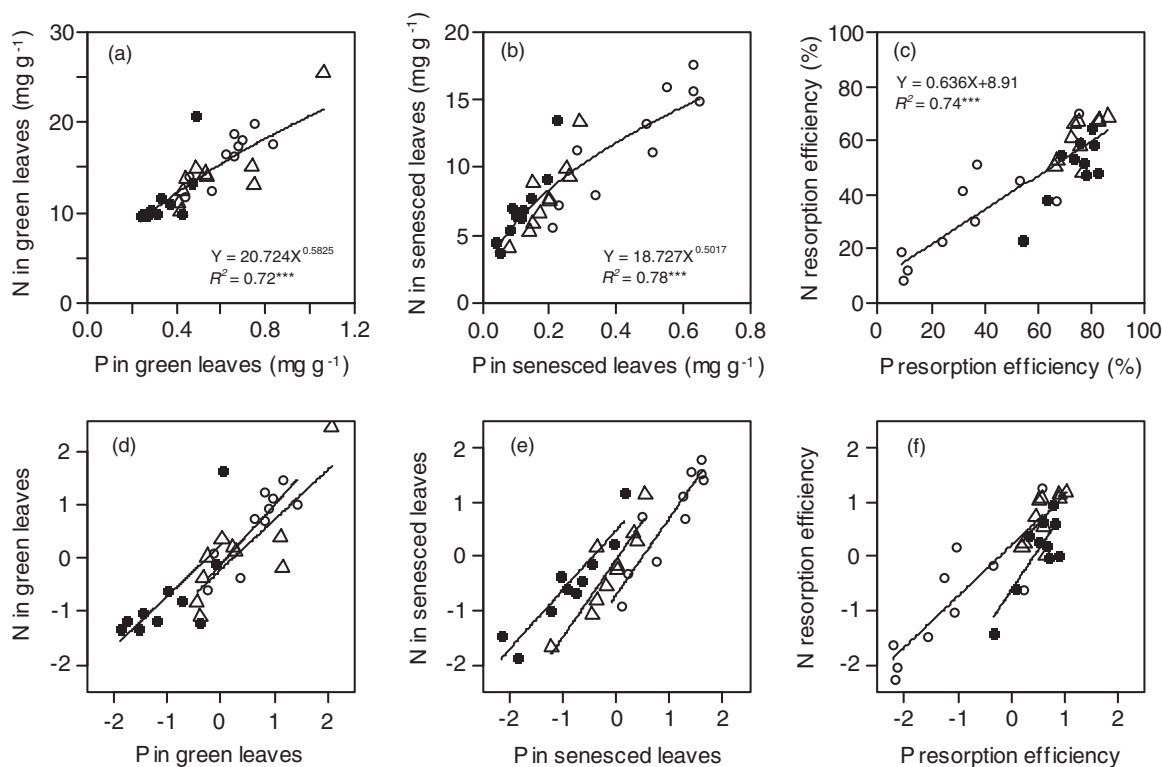 (a)
N in green leaves (mg g⁻¹)
30
20
10
0
0.0 0.4 0.8 1.2
P in green leaves (mg g⁻¹)
Y = 20.724X^0.5825
R² = 0.72***
(b)
N in senesced leaves (mg g⁻¹)
20
15
10
5
0
0.0 0.2 0.4 0.6 0.8
P in senesced leaves (mg g⁻¹)
Y = 18.727X^0.5017
R² = 0.78***
(c)
N resorption efficiency (%)
Y = 0.636X+8.91
R² = 0.74***
100
80
60
40
20
0
0 20 40 60 80 100
P resorption efficiency (%)
(d)
N in green leaves
2
1
0
-1
-2
-2 -1 0 1 2
P in green leaves
(e)
N in senesced leaves
2
1
0
-1
-2
-2 -1 0 1 2
P in senesced leaves
(f)
N resorption efficiency
2
1
0
-1
-2
-2 -1 0 1 2
P resorption efficiency